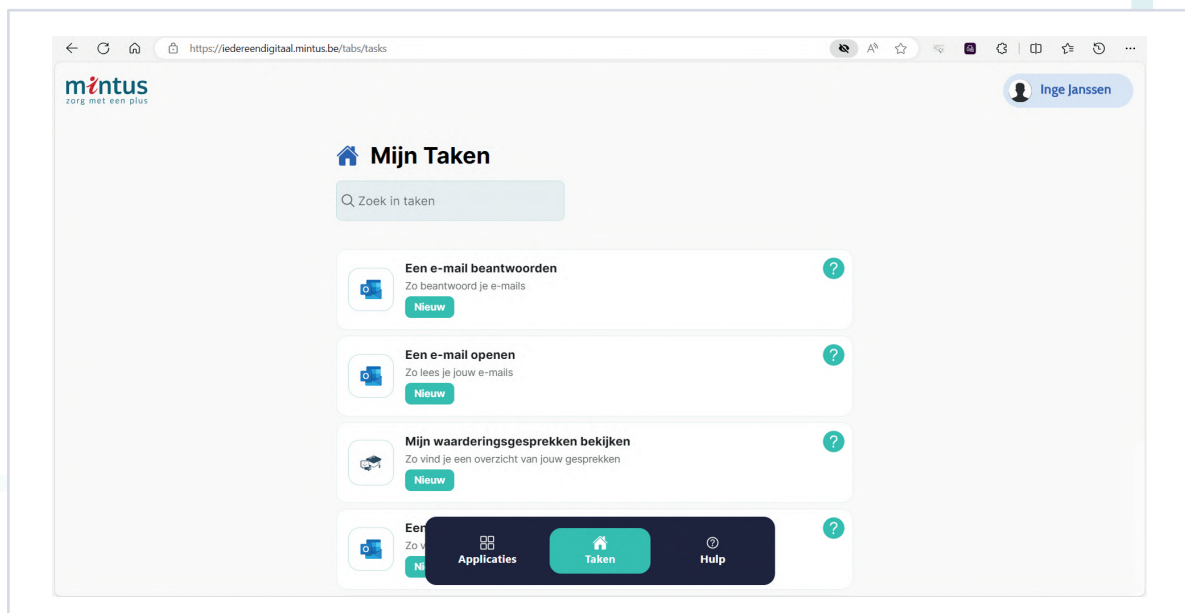 https://iedereendigitaal.mintus.be/tabs/tasks
mintus
zorg met een plus
Inge Janssen
Mijn Taken
Zoek in taken
Een e-mail beantwoorden
Zo beantwoord je e-mails
Nieuw
Een e-mail openen
Zo lees je jouw e-mails
Nieuw
Mijn waarderingsgesprekken bekijken
Zo vind je een overzicht van jouw gesprekken
Nieuw
Een
Zo
Applicaties
Taken
Hulp